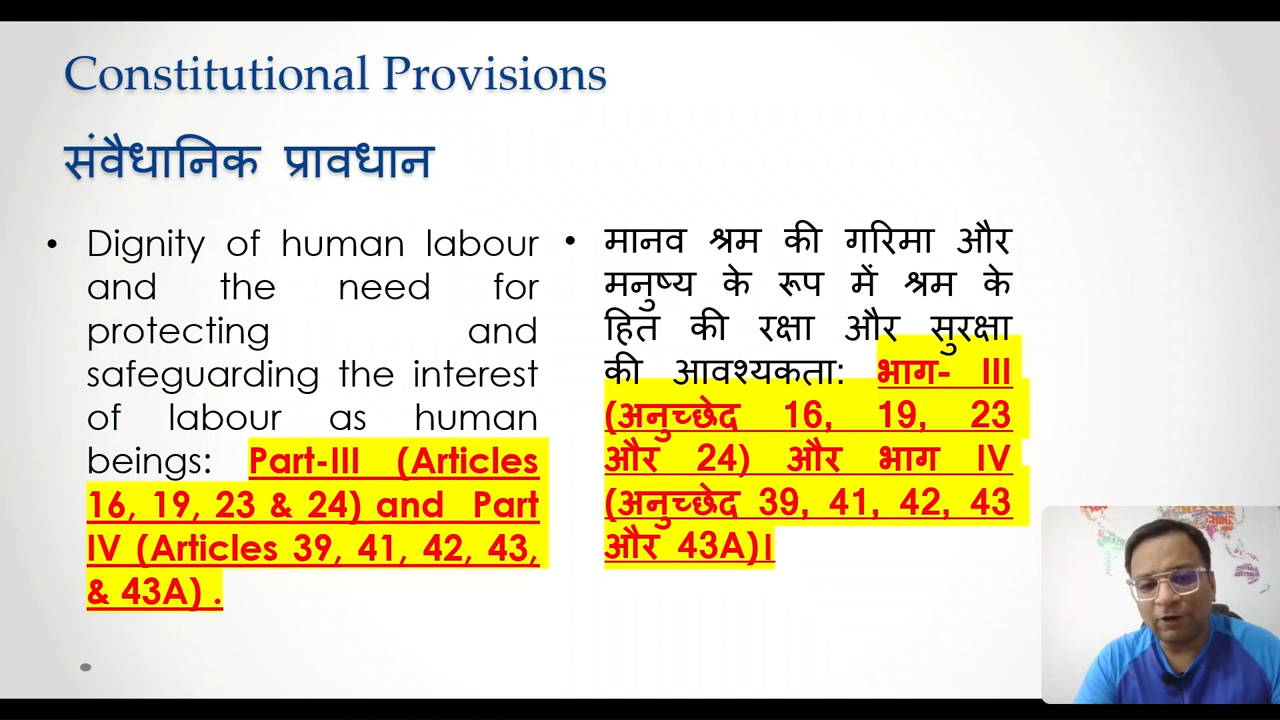 Constitutional Provisions
संवैधानिक प्रावधान
• Dignity of human labour
and the need for
protecting and
safeguarding the interest
of labour as human
beings: Part-III (Articles
16, 19, 23 & 24) and Part
IV (Articles 39, 41, 42, 43,
& 43A) .
• मानव श्रम की गरिमा और
मनुष्य के रूप में श्रम के
हित की रक्षा और सुरक्षा
की आवश्यकता: भाग- III
(अनुच्छेद 16, 19, 23
और 24) और भाग IV
(अनुच्छेद 39, 41, 42, 43
और 43A)।